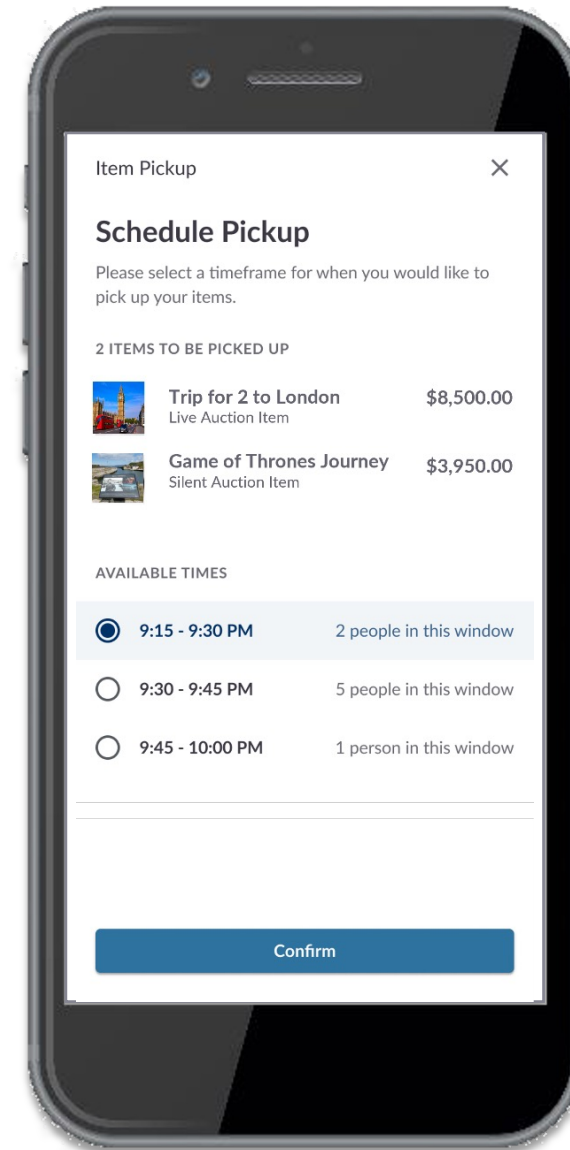 Item Pickup
Schedule Pickup
Please select a timeframe for when you would like to
pick up your items.
2 ITEMS TO BE PICKED UP
Trip for 2 to London $8,500.00
Live Auction Item
Game of Thrones Journey $3,950.00
Silent Auction Item
AVAILABLE TIMES
9:15 - 9:30 PM 2 people in this window
9:30 - 9:45 PM 5 people in this window
9:45 - 10:00 PM 1 person in this window
Confirm